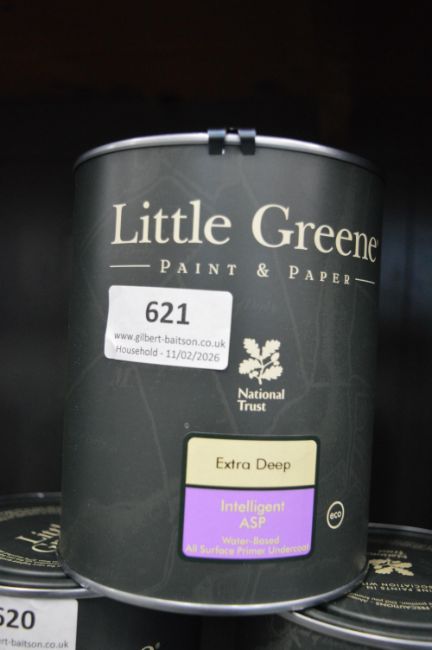 Little Greene
PAINT & PAPER
621
www.gilbert-baitson.co.uk
Household - 11/02/2026
National
Trust
Extra Deep
Intelligent
ASP
Water-Based
All Surface Primer Undercoat
eco
620
t-baitson.co.uk